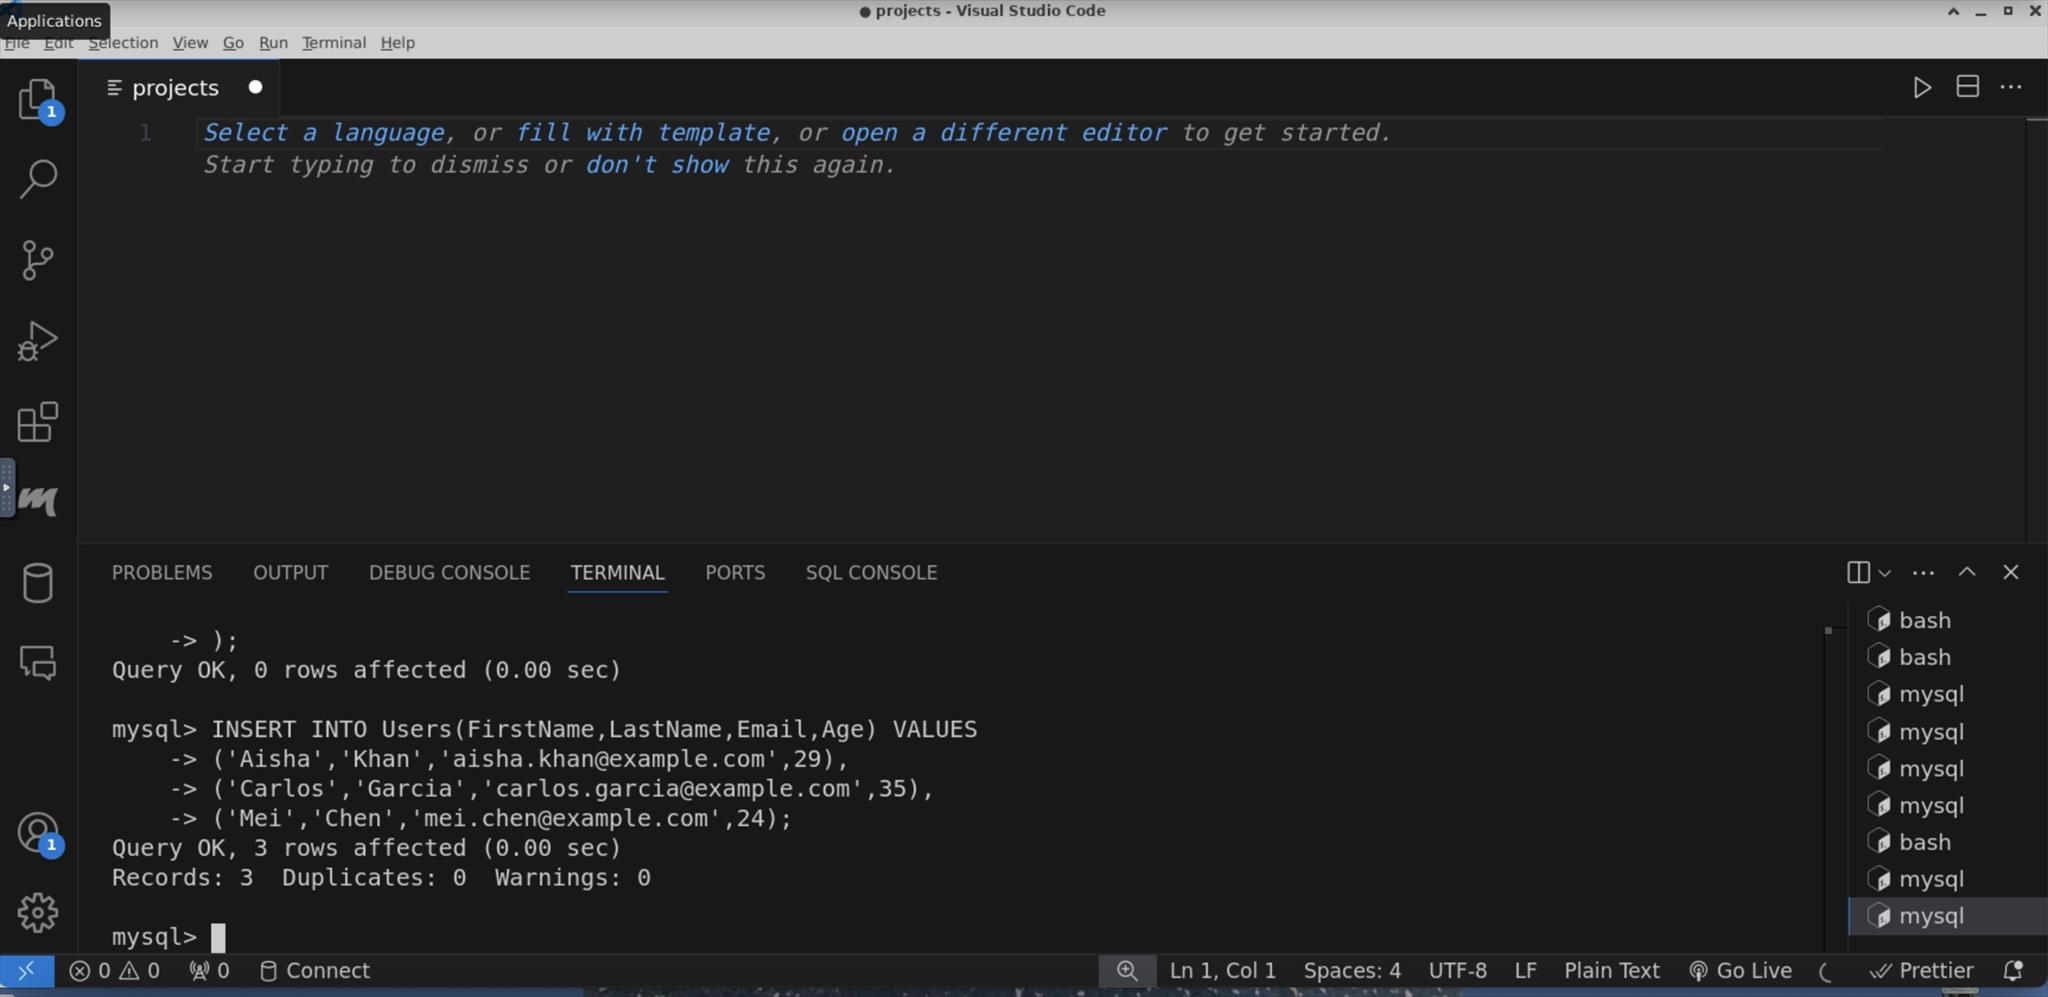 Applications
● projects - Visual Studio Code
File Edit Selection View Go Run Terminal Help
projects
1
1 Select a language, or fill with template, or open a different editor to get started.
Start typing to dismiss or don't show this again.
PROBLEMS OUTPUT DEBUG CONSOLE TERMINAL PORTS SQL CONSOLE
-> );
Query OK, 0 rows affected (0.00 sec)
mysql> INSERT INTO Users(FirstName,LastName,Email,Age) VALUES
-> ('Aisha','Khan','aisha.khan@example.com',29),
-> ('Carlos','Garcia','carlos.garcia@example.com',35),
-> ('Mei','Chen','mei.chen@example.com',24);
Query OK, 3 rows affected (0.00 sec)
Records: 3  Duplicates: 0  Warnings: 0
mysql>
bash
bash
mysql
mysql
mysql
mysql
bash
mysql
mysql
1
0 0 0 Connect Ln 1, Col 1 Spaces: 4 UTF-8 LF Plain Text Go Live Prettier